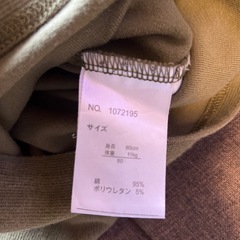 NO. 1072195
サイズ
身長 80cm
体重 11kg
80
綿 95%
ポリウレタン 5%